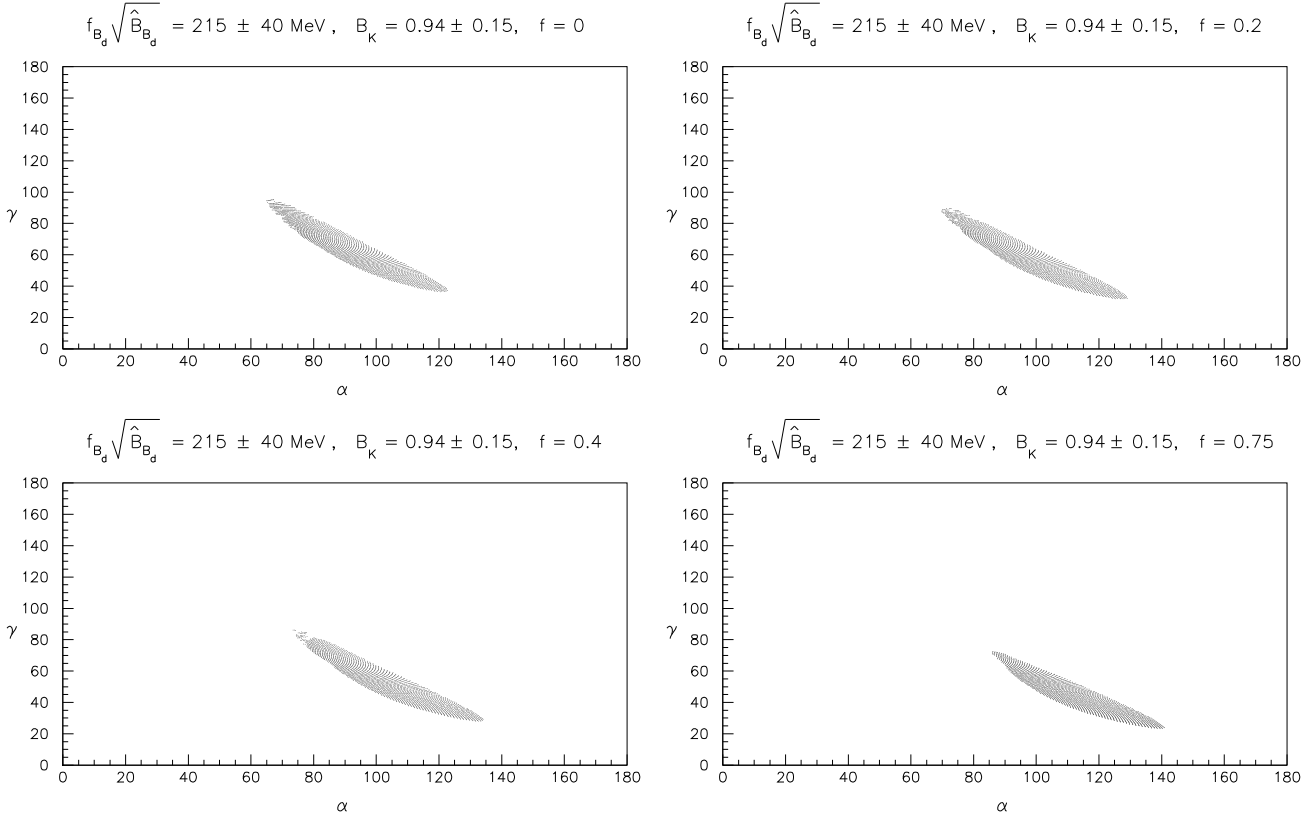 f_{B_d} √B̂_{B_d} = 215 ± 40 MeV , B_K = 0.94 ± 0.15, f = 0
180
160
140
120
100
γ
80
60
40
20
0
0 20 40 60 80 100 120 140 160 180
α
f_{B_d} √B̂_{B_d} = 215 ± 40 MeV , B_K = 0.94 ± 0.15, f = 0.2
180
160
140
120
100
γ
80
60
40
20
0
0 20 40 60 80 100 120 140 160 180
α
f_{B_d} √B̂_{B_d} = 215 ± 40 MeV , B_K = 0.94 ± 0.15, f = 0.4
180
160
140
120
100
γ
80
60
40
20
0
0 20 40 60 80 100 120 140 160 180
α
f_{B_d} √B̂_{B_d} = 215 ± 40 MeV , B_K = 0.94 ± 0.15, f = 0.75
180
160
140
120
100
γ
80
60
40
20
0
0 20 40 60 80 100 120 140 160 180
α